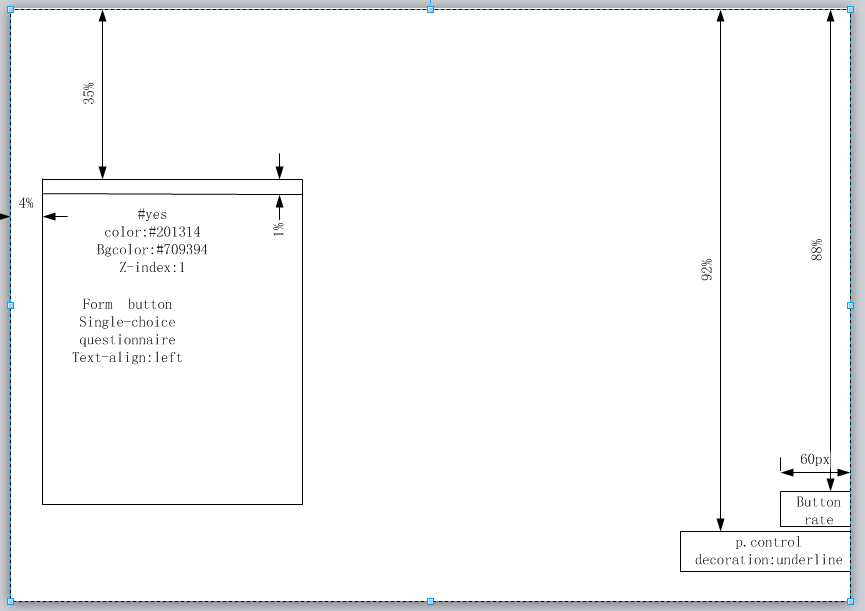 35%
4%
1%
#yes
color:#201314
Bgcolor:#709394
Z-index:1
Form button
Single-choice
questionnaire
Text-align:left
92%
88%
60px
Button
rate
p.control
decoration:underline